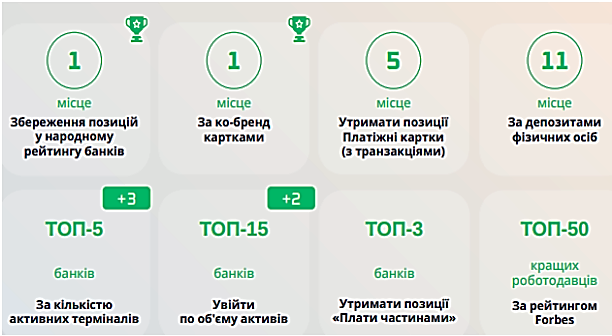 1
місце
Збереження позицій
у народному
рейтингу банків
1
місце
За ко-бренд
картками
5
місце
Утримати позиції
Платіжні картки
(з транзакціями)
11
місце
За депозитами
фізичних осіб
+3
ТОП-5
банків
За кількістю
активних терміналів
+2
ТОП-15
банків
Увійти
по об'єму активів
ТОП-3
банків
Утримати позиції
«Плати частинами»
ТОП-50
кращих
роботодавців
За рейтингом
Forbes